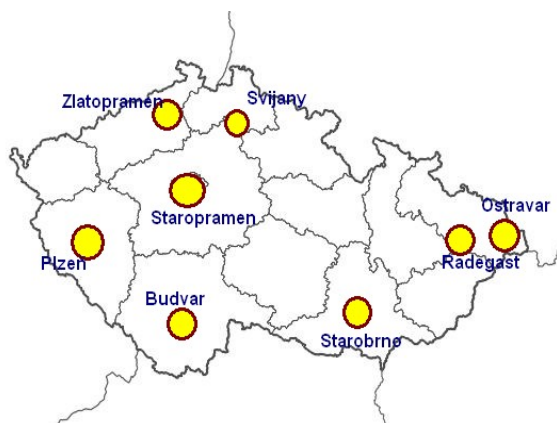 Zlatopramen
Svijany
Staropramen
Ostravar
Plzen
Radegast
Budvar
Starobrno